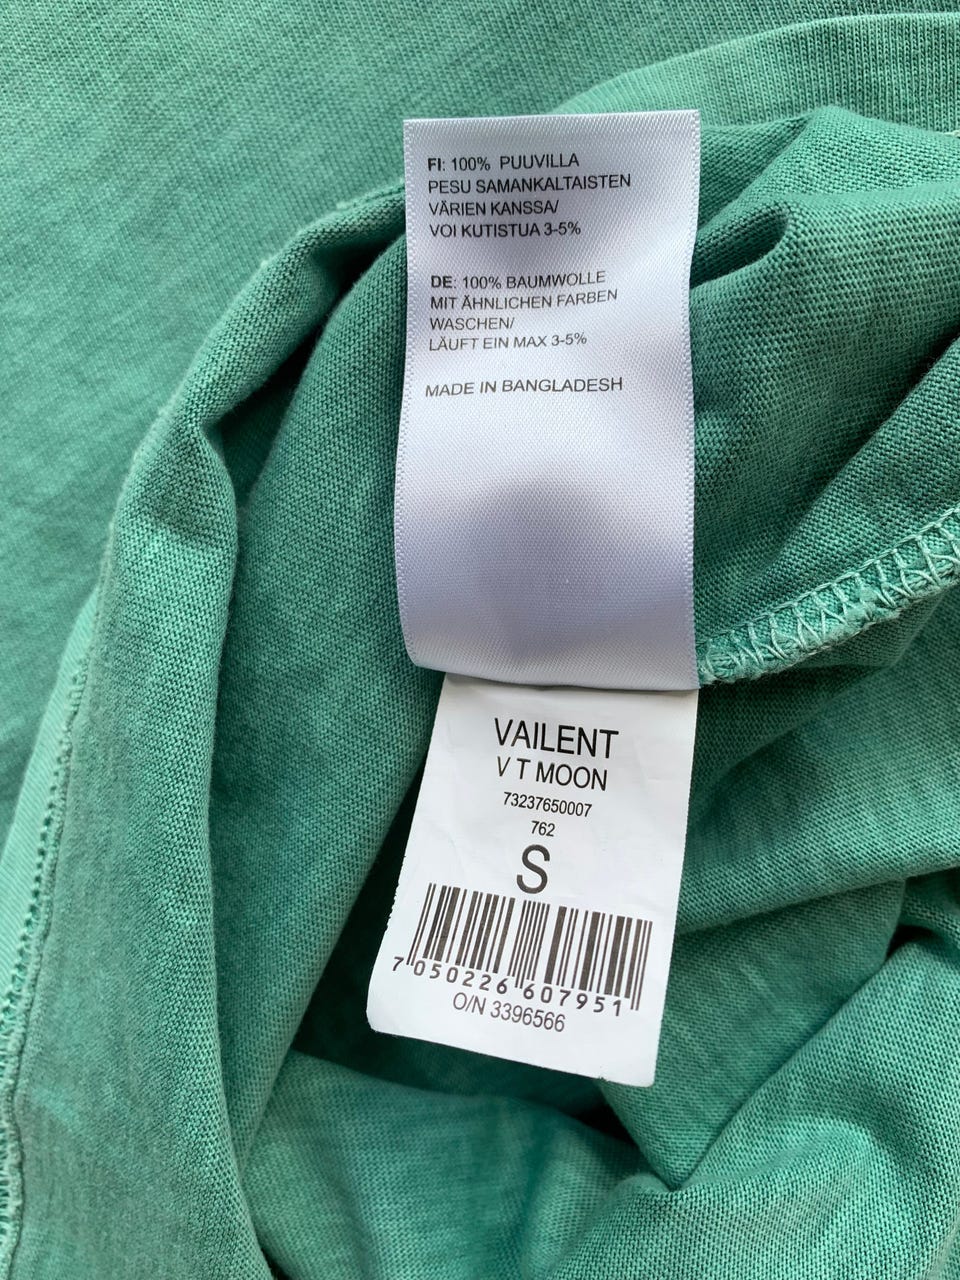 FI: 100% PUUVILLA
PESU SAMANKALTAISTEN
VÄRIEN KANSSA/
VOI KUTISTUA 3-5%
DE: 100% BAUMWOLLE
MIT ÄHNLICHEN FARBEN
WASCHEN/
LÄUFT EIN MAX 3-5%
MADE IN BANGLADESH
VAILENT
V T MOON
73237650007
762
S
7 050226 607951
O/N 3396566